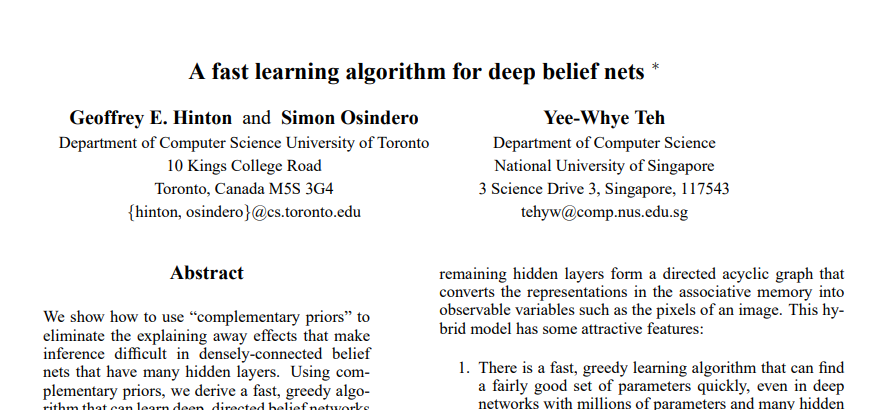 A fast learning algorithm for deep belief nets *
Geoffrey E. Hinton and Simon Osindero
Department of Computer Science University of Toronto
10 Kings College Road
Toronto, Canada M5S 3G4
{hinton, osindero}@cs.toronto.edu
Yee-Whye Teh
Department of Computer Science
National University of Singapore
3 Science Drive 3, Singapore, 117543
tehyw@comp.nus.edu.sg
Abstract
We show how to use “complementary priors” to
eliminate the explaining away effects that make
inference difficult in densely-connected belief
nets that have many hidden layers. Using com-
plementary priors, we derive a fast, greedy algo-
rithm that can learn deep, directed belief networks
remaining hidden layers form a directed acyclic graph that
converts the representations in the associative memory into
observable variables such as the pixels of an image. This hy-
brid model has some attractive features:
1. There is a fast, greedy learning algorithm that can find
a fairly good set of parameters quickly, even in deep
networks with millions of parameters and many hidden